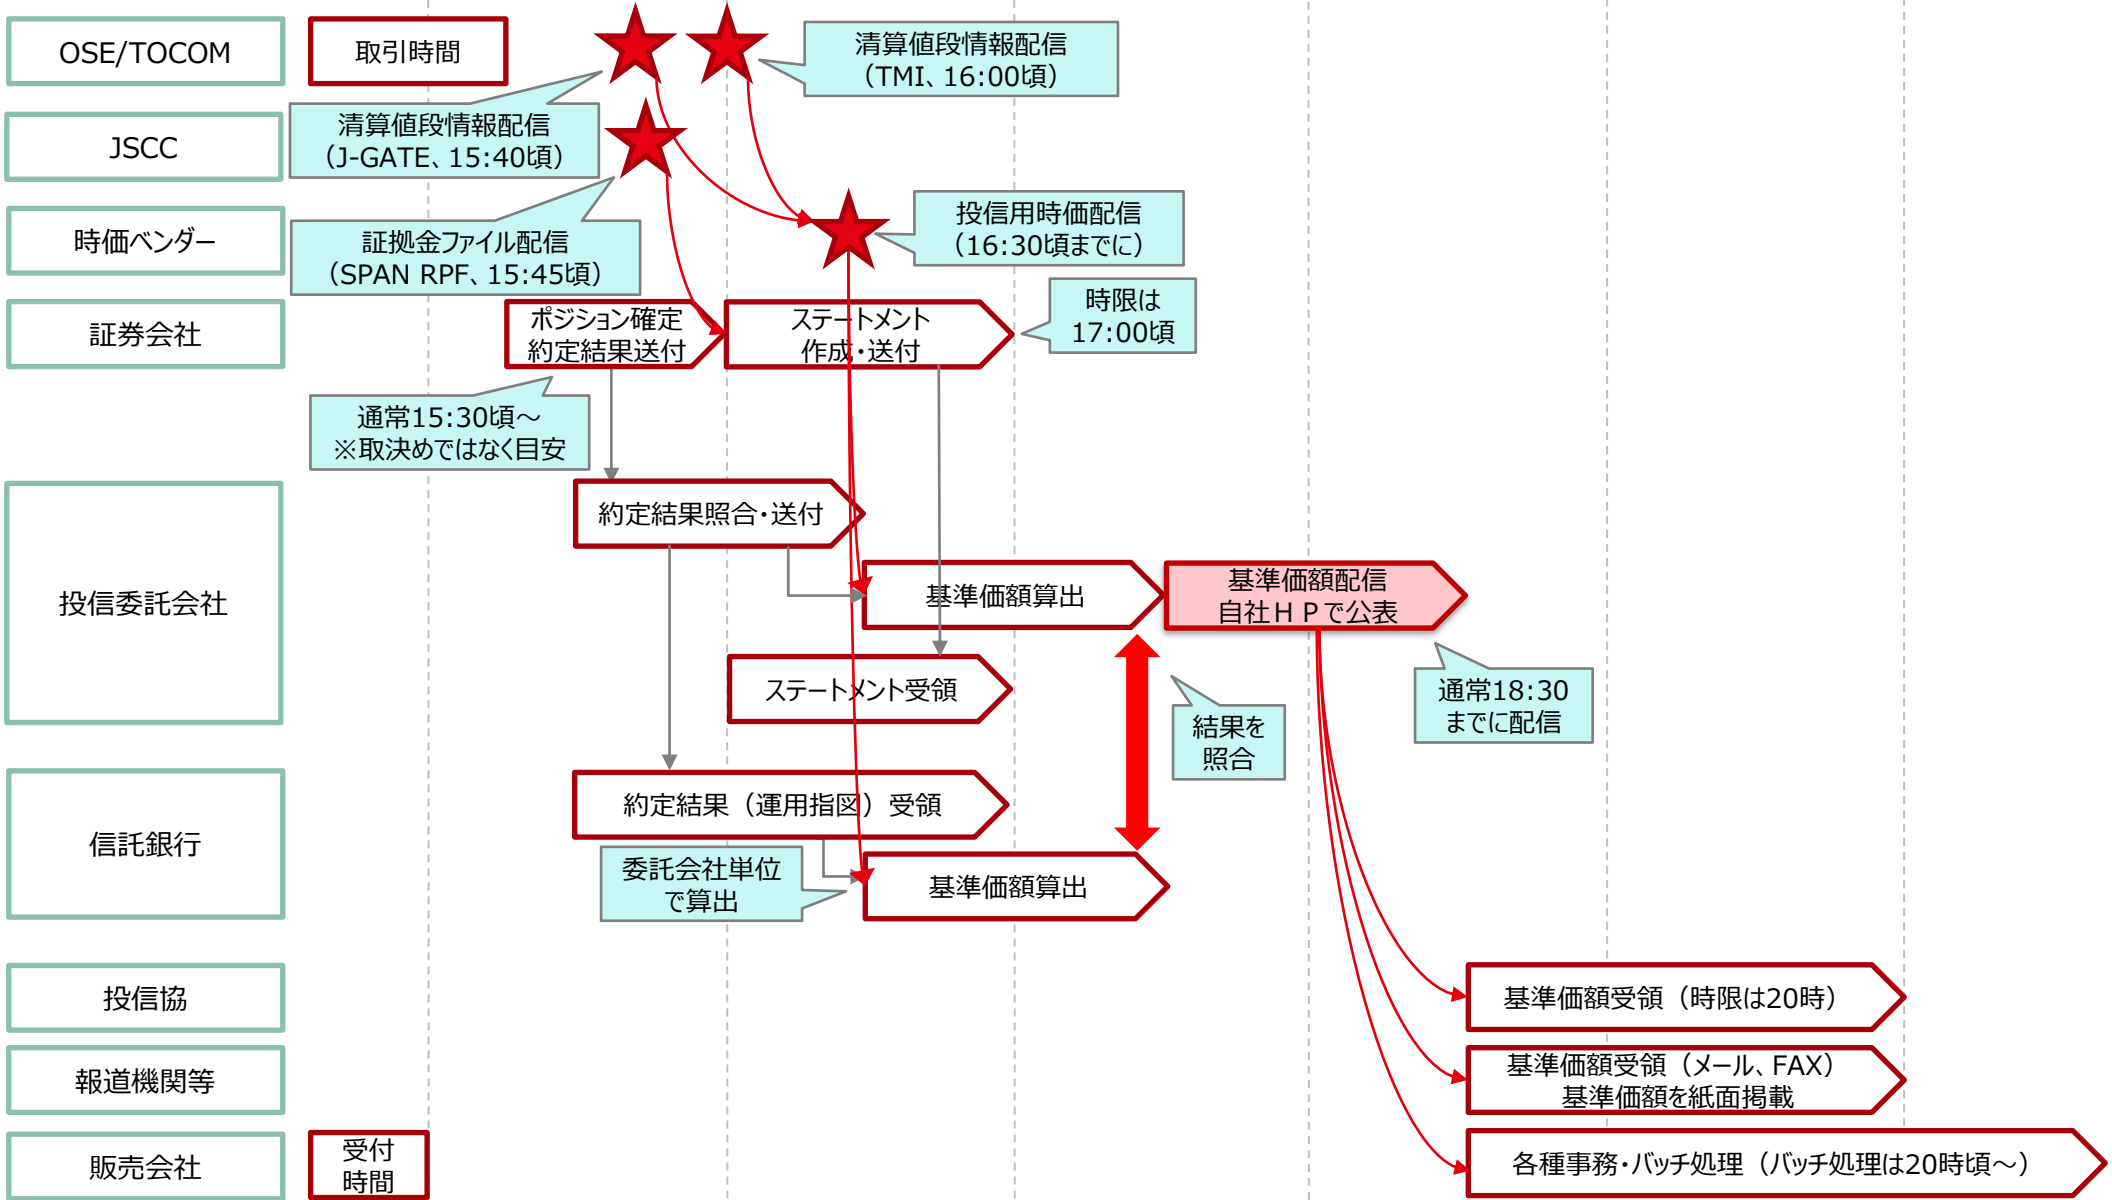 OSE/TOCOM
取引時間
清算値段情報配信
（TMI、16:00頃）
清算値段情報配信
（J-GATE、15:40頃）
JSCC
時価ベンダー
証拠金ファイル配信
（SPAN RPF、15:45頃）
投信用時価配信
（16:30頃までに）
証券会社
ポジション確定
約定結果送付
ステートメント
作成・送付
時限は
17:00頃
通常15:30頃～
※取決めではなく目安
投信委託会社
約定結果照合・送付
基準価額算出
基準価額配信
自社ＨＰで公表
ステートメント受領
結果を
照合
通常18:30
までに配信
信託銀行
約定結果（運用指図）受領
委託会社単位
で算出
基準価額算出
投信協
基準価額受領（時限は20時）
報道機関等
基準価額受領（メール、FAX）
基準価額を紙面掲載
販売会社
受付
時間
各種事務・バッチ処理（バッチ処理は20時頃～）